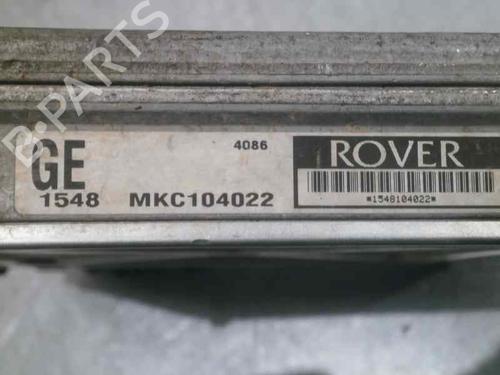 B-PARTS
GE
4086
ROVER
1548 MKC104022
*1548104022*